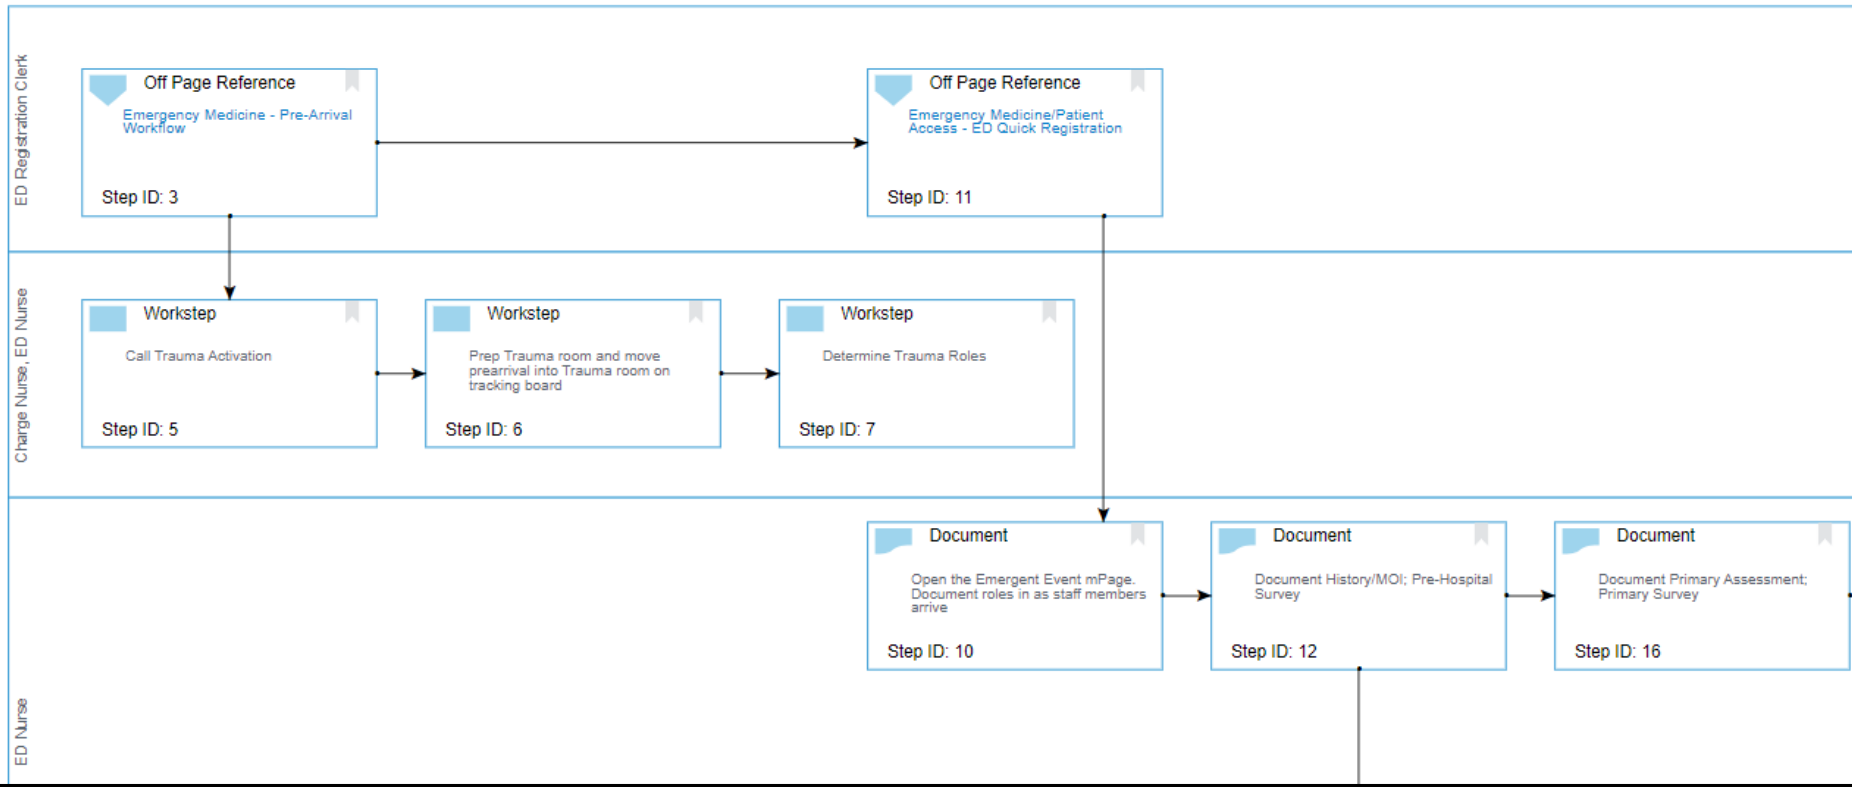 ED Registration Clerk
Off Page Reference
Emergency Medicine - Pre-Arrival
Workflow
Step ID: 3
Off Page Reference
Emergency Medicine/Patient
Access - ED Quick Registration
Step ID: 11
Charge Nurse, ED Nurse
Workstep
Call Trauma Activation
Step ID: 5
Workstep
Prep Trauma room and move
prearrival into Trauma room on
tracking board
Step ID: 6
Workstep
Determine Trauma Roles
Step ID: 7
ED Nurse
Document
Open the Emergent Event mPage.
Document roles in as staff members
arrive
Step ID: 10
Document
Document History/MOI; Pre-Hospital
Survey
Step ID: 12
Document
Document Primary Assessment;
Primary Survey
Step ID: 16